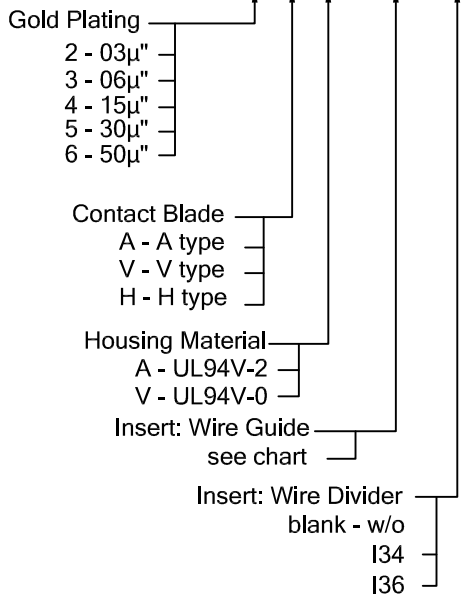 Gold Plating
2 - 03µ"
3 - 06µ"
4 - 15µ"
5 - 30µ"
6 - 50µ"
Contact Blade
A - A type
V - V type
H - H type
Housing Material
A - UL94V-2
V - UL94V-0
Insert: Wire Guide
see chart
Insert: Wire Divider
blank - w/o
I34
I36